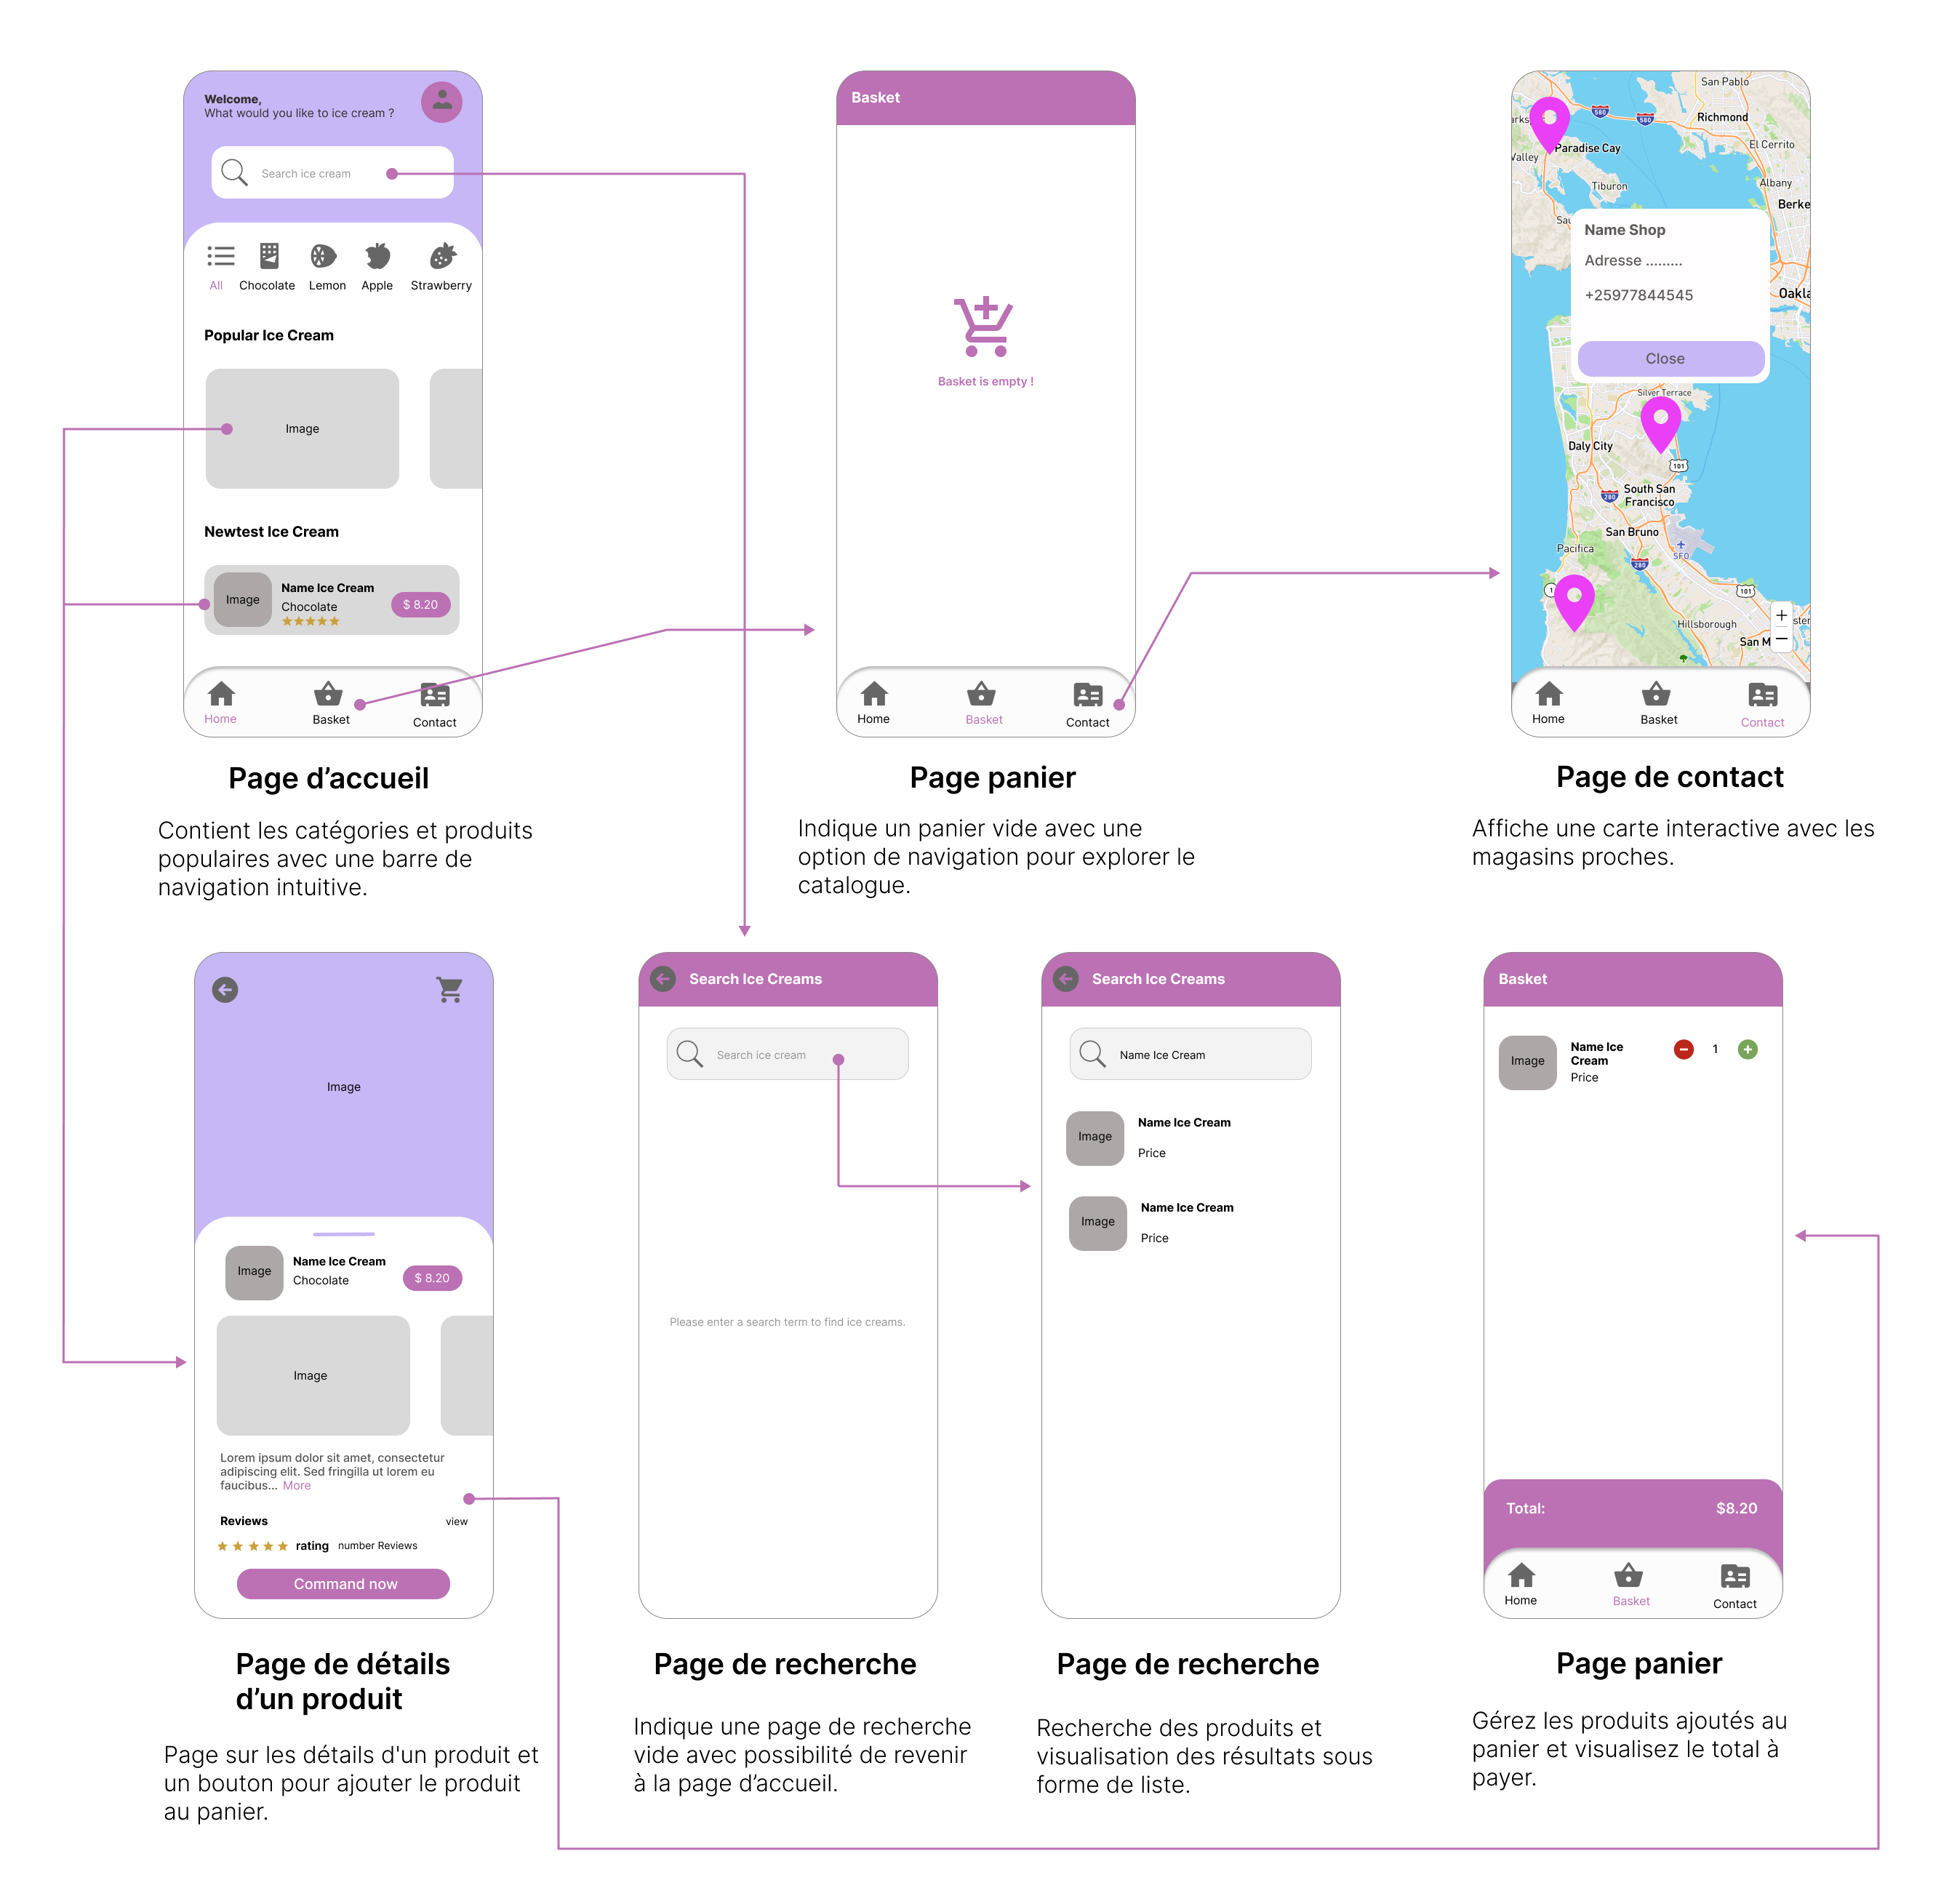 Welcome,
What would you like to ice cream ?
Search ice cream
All Chocolate Lemon Apple Strawberry
Popular Ice Cream
Image
Newtest Ice Cream
Image
Name Ice Cream
Chocolate
$ 8.20
Home Basket Contact
Page d’accueil
Contient les catégories et produits
populaires avec une barre de
navigation intuitive.
Basket
Basket is empty !
Home Basket Contact
Page panier
Indique un panier vide avec une
option de navigation pour explorer le
catalogue.
San Pablo
580
580
Richmond
El Cerrito
Valley
Paradise Cay
Tiburon
Albany
Berke
Sau
Name Shop
Adresse .........
+25977844545
Oakla
Close
Silver Terrace
Daly City
101
280
South San
Francisco
San Bruno
Pacifica
SFO
280
1
101
Hillsborough
ster
San M
+
−
Home Basket Contact
Page de contact
Affiche une carte interactive avec les
magasins proches.
Image
Image
Name Ice Cream
Chocolate
$ 8.20
Image
Lorem ipsum dolor sit amet, consectetur
adipiscing elit. Sed fringilla ut lorem eu
faucibus... More
Reviews view
rating number Reviews
Command now
Page de détails
d’un produit
Page sur les détails d'un produit et
un bouton pour ajouter le produit
au panier.
Search Ice Creams
Search ice cream
Please enter a search term to find ice creams.
Page de recherche
Indique une page de recherche
vide avec possibilité de revenir
à la page d’accueil.
Search Ice Creams
Name Ice Cream
Image
Name Ice Cream
Price
Image
Name Ice Cream
Price
Page de recherche
Recherche des produits et
visualisation des résultats sous
forme de liste.
Basket
Image
Name Ice
Cream
Price
1
Total: $8.20
Home Basket Contact
Page panier
Gérez les produits ajoutés au
panier et visualisez le total à
payer.